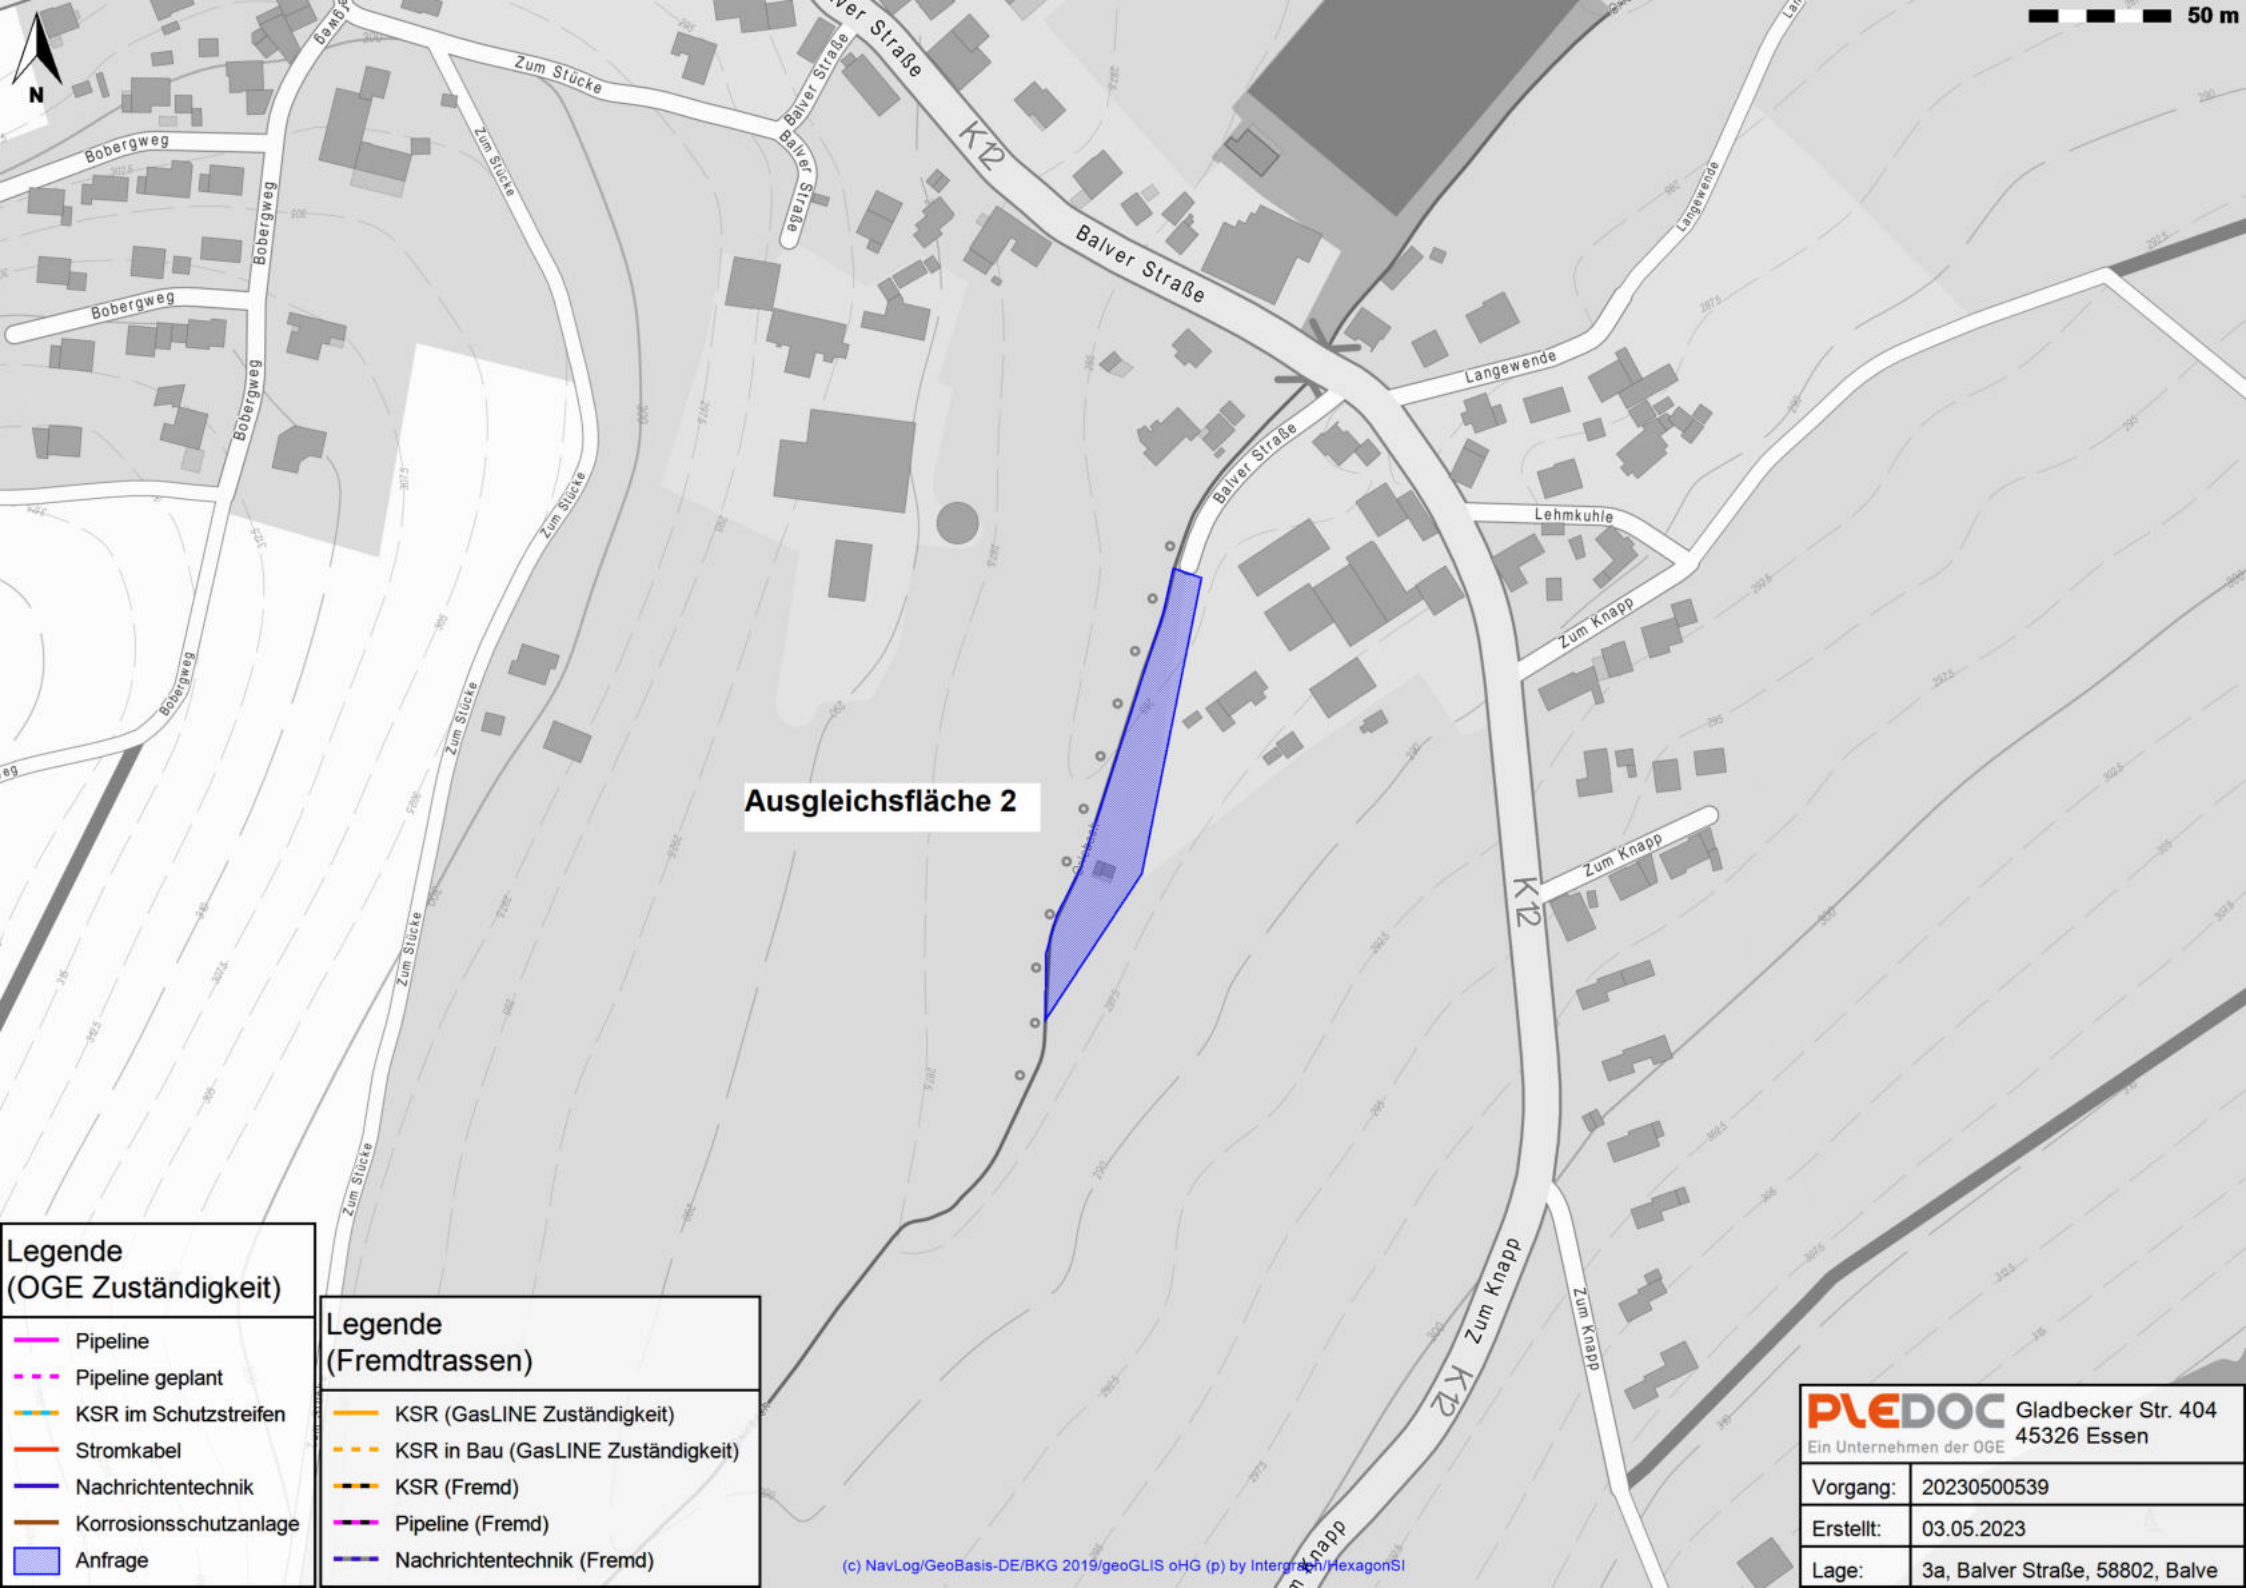 N
50 m
Balver Straße
Zum Stücke
Balver Straße
Balver Straße
K12
Zum Stücke
Bobergweg
Bobergweg
Bobergweg
Bobergweg
Balver Straße
Langewende
Langewende
Balver Straße
Lehmkuhle
Zum Stücke
Zum Knapp
Bobergweg
Zum Stücke
Ausgleichsfläche 2
Zum Knapp
K12
Zum Stücke
Zum Stücke
Zum Knapp
K12
Zum Knapp
Legende
(OGE Zuständigkeit)
Pipeline
Pipeline geplant
KSR im Schutzstreifen
Stromkabel
Nachrichtentechnik
Korrosionsschutzanlage
Anfrage
Legende
(Fremdtrassen)
KSR (GasLINE Zuständigkeit)
KSR in Bau (GasLINE Zuständigkeit)
KSR (Fremd)
Pipeline (Fremd)
Nachrichtentechnik (Fremd)
(c) NavLog/GeoBasis-DE/BKG 2019/geoGLIS oHG (p) by Intergraph/HexagonSI
PLEDOC
Ein Unternehmen der OGE
Gladbecker Str. 404
45326 Essen
Vorgang: 20230500539
Erstellt: 03.05.2023
Lage: 3a, Balver Straße, 58802, Balve